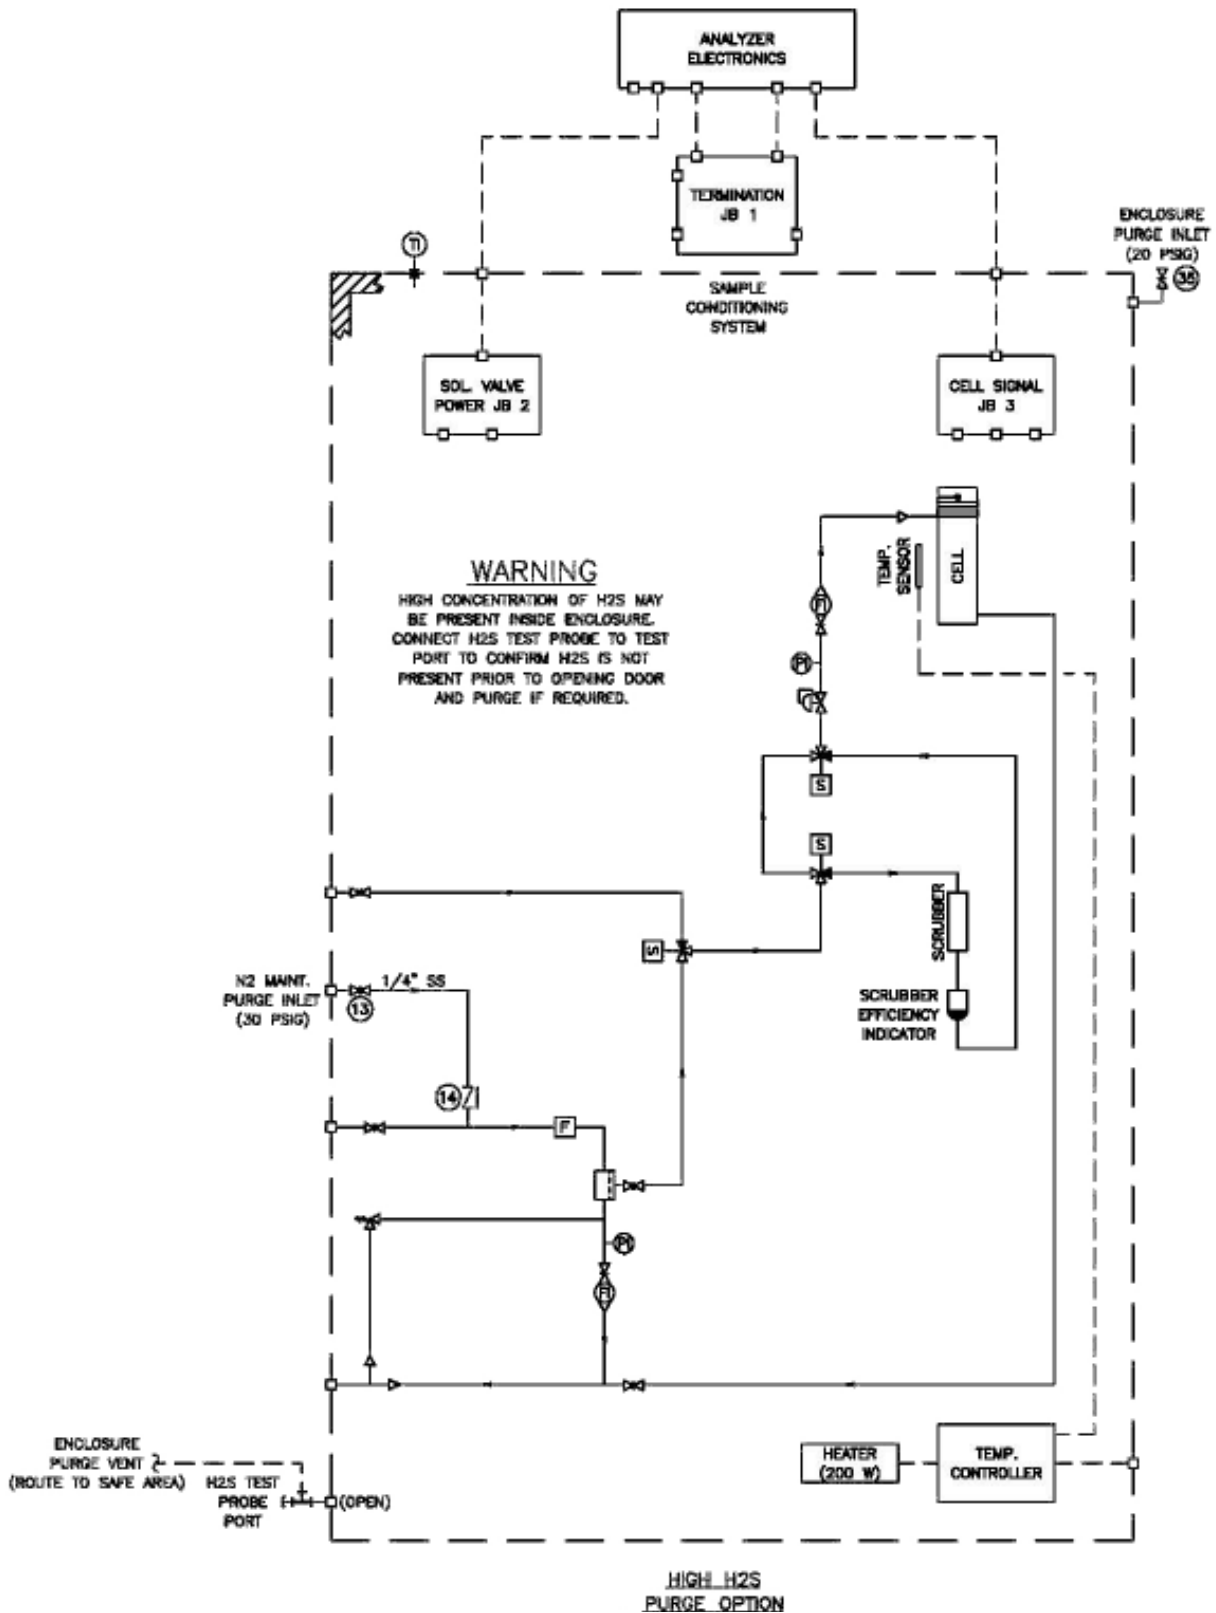 ANALYZER
ELECTRONICS
TERMINATION
JB 1
TI
ENCLOSURE
PURGE INLET
(20 PSIG)
SAMPLE
CONDITIONING
SYSTEM
SOL. VALVE
POWER JB 2
CELL SIGNAL
JB 3
TEMP.
SENSOR
CELL
WARNING
HIGH CONCENTRATION OF H2S MAY
BE PRESENT INSIDE ENCLOSURE.
CONNECT H2S TEST PROBE TO TEST
PORT TO CONFIRM H2S IS NOT
PRESENT PRIOR TO OPENING DOOR
AND PURGE IF REQUIRED.
FI
PI
S
S
S
SCRUBBER
SCRUBBER
EFFICIENCY
INDICATOR
N2 MAINT.
PURGE INLET
(30 PSIG)
1/4" SS
13
14
F
PI
FI
ENCLOSURE
PURGE VENT
(ROUTE TO SAFE AREA)
H2S TEST
PROBE
PORT
(OPEN)
HEATER
(200 W)
TEMP.
CONTROLLER
HIGH H2S
PURGE OPTION